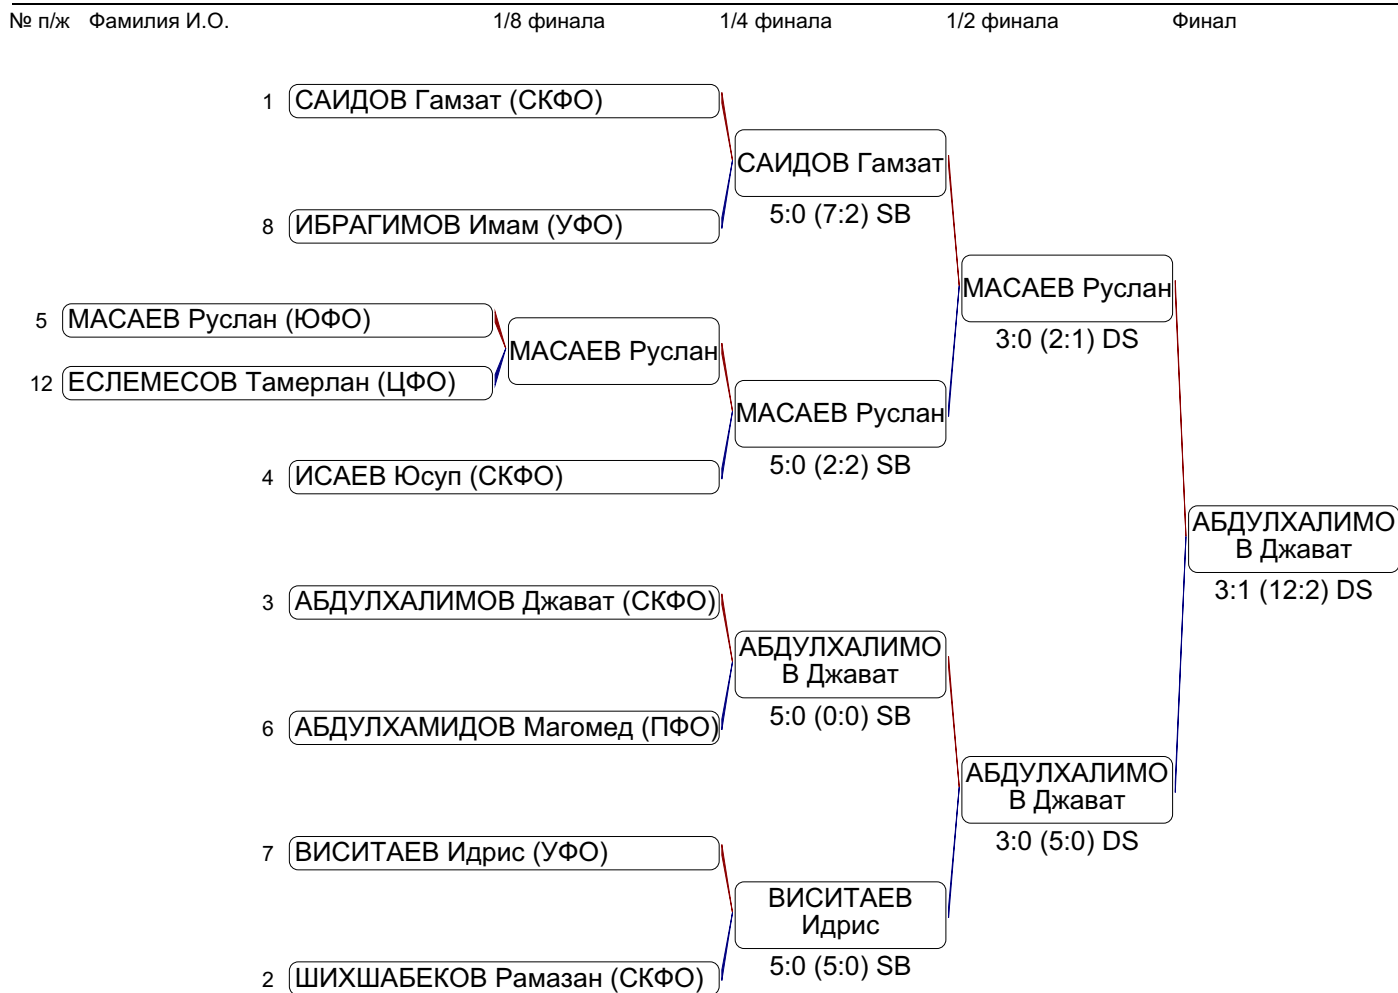 № п/ж Фамилия И.О. 1/8 финала 1/4 финала 1/2 финала Финал
1 САИДОВ Гамзат (СКФО)
САИДОВ Гамзат
5:0 (7:2) SB
8 ИБРАГИМОВ Имам (УФО)
МАСАЕВ Руслан
3:0 (2:1) DS
5 МАСАЕВ Руслан (ЮФО)
МАСАЕВ Руслан
12 ЕСЛЕМЕСОВ Тамерлан (ЦФО)
МАСАЕВ Руслан
5:0 (2:2) SB
4 ИСАЕВ Юсуп (СКФО)
АБДУЛХАЛИМО
В Джават
3:1 (12:2) DS
3 АБДУЛХАЛИМОВ Джават (СКФО)
АБДУЛХАЛИМО
В Джават
5:0 (0:0) SB
6 АБДУЛХАМИДОВ Магомед (ПФО)
АБДУЛХАЛИМО
В Джават
3:0 (5:0) DS
7 ВИСИТАЕВ Идрис (УФО)
ВИСИТАЕВ
Идрис
5:0 (5:0) SB
2 ШИХШАБЕКОВ Рамазан (СКФО)